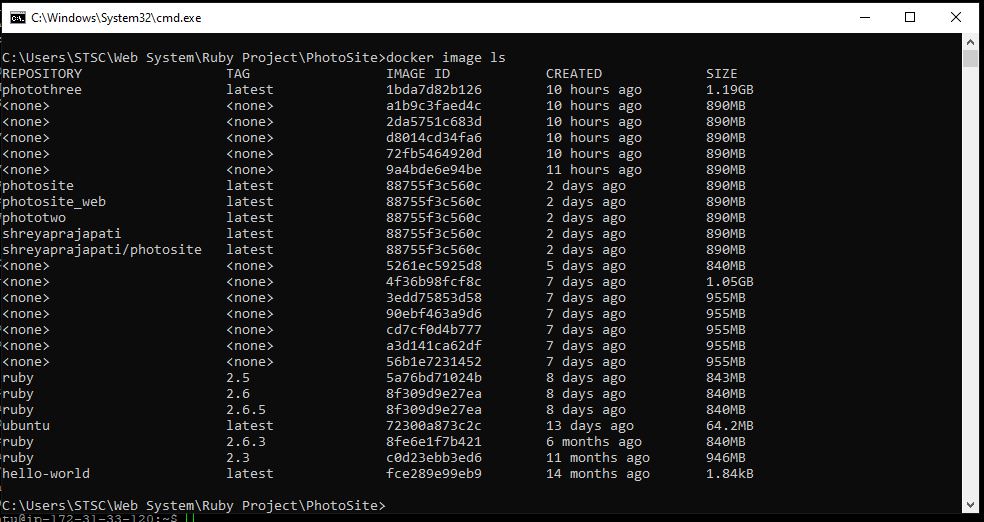 C:\Windows\System32\cmd.exe
C:\Users\STSC\Web System\Ruby Project\PhotoSite>docker image ls
REPOSITORY TAG IMAGE ID CREATED SIZE
photothree latest 1bda7d82b126 10 hours ago 1.19GB
<none> <none> a1b9c3faed4c 10 hours ago 890MB
<none> <none> 2da5751c683d 10 hours ago 890MB
<none> <none> d8014cd34fa6 10 hours ago 890MB
<none> <none> 72fb5464920d 10 hours ago 890MB
<none> <none> 9a4bde6e94be 11 hours ago 890MB
photosite latest 88755f3c560c 2 days ago 890MB
photosite_web latest 88755f3c560c 2 days ago 890MB
phototwo latest 88755f3c560c 2 days ago 890MB
shreyaprajapati latest 88755f3c560c 2 days ago 890MB
shreyaprajapati/photosite latest 88755f3c560c 2 days ago 890MB
<none> <none> 5261ec5925d8 5 days ago 840MB
<none> <none> 4f36b98fcf8c 7 days ago 1.05GB
<none> <none> 3edd75853d58 7 days ago 955MB
<none> <none> 90ebf463a9d6 7 days ago 955MB
<none> <none> cd7cf0d4b777 7 days ago 955MB
<none> <none> a3d141ca62df 7 days ago 955MB
<none> <none> 56b1e7231452 7 days ago 955MB
ruby 2.5 5a76bd71024b 8 days ago 843MB
ruby 2.6 8f309d9e27ea 8 days ago 840MB
ruby 2.6.5 8f309d9e27ea 8 days ago 840MB
ubuntu latest 72300a873c2c 13 days ago 64.2MB
ruby 2.6.3 8fe6e1f7b421 6 months ago 840MB
ruby 2.3 c0d23ebb3ed6 11 months ago 946MB
hello-world latest fce289e99eb9 14 months ago 1.84kB
C:\Users\STSC\Web System\Ruby Project\PhotoSite>
ntu@ip-172-31-33-120:~$